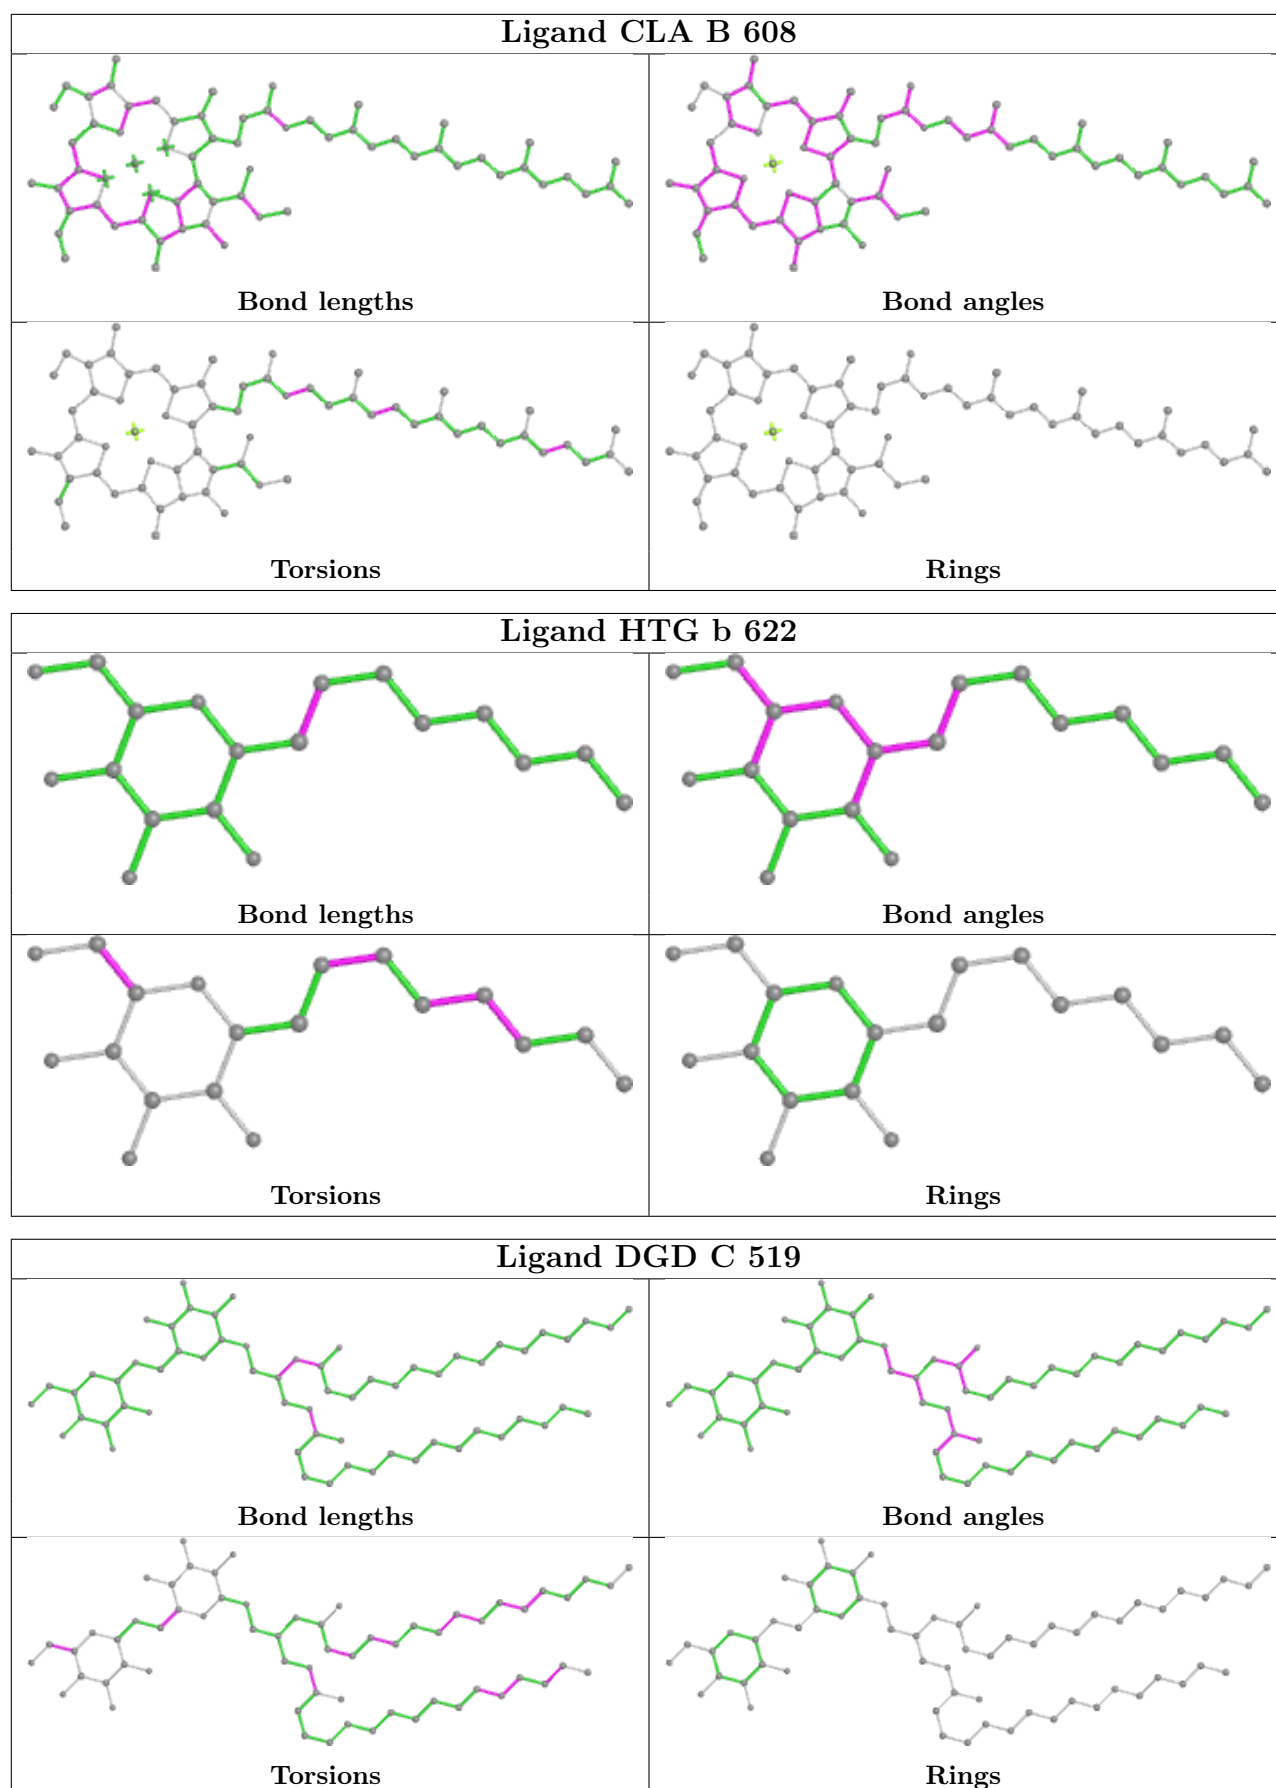 Ligand CLA B 608
Bond lengths
Bond angles
Torsions
Rings
Ligand HTG b 622
Bond lengths
Bond angles
Torsions
Rings
Ligand DGD C 519
Bond lengths
Bond angles
Torsions
Rings